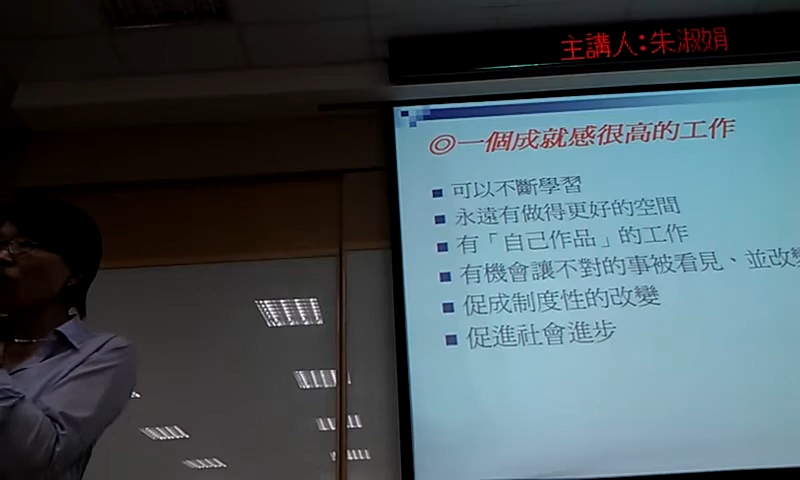 主講人:朱淑娟
◎一個成就感很高的工作
■ 可以不斷學習
■ 永遠有做得更好的空間
■ 有「自己作品」的工作
■ 有機會讓不對的事被看見、並改變
■ 促成制度性的改變
■ 促進社會進步